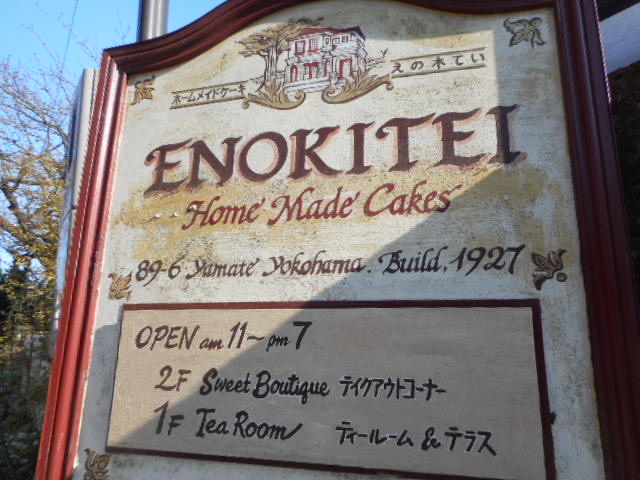 ホームメイドケーキ えの木てい
ENOKITEI
Home Made Cakes
89-6 Yamate Yokohama. Build, 1927
OPEN am 11~pm 7
2F Sweet Boutique テイクアウトコーナー
1F Tea Room ティールーム & テラス